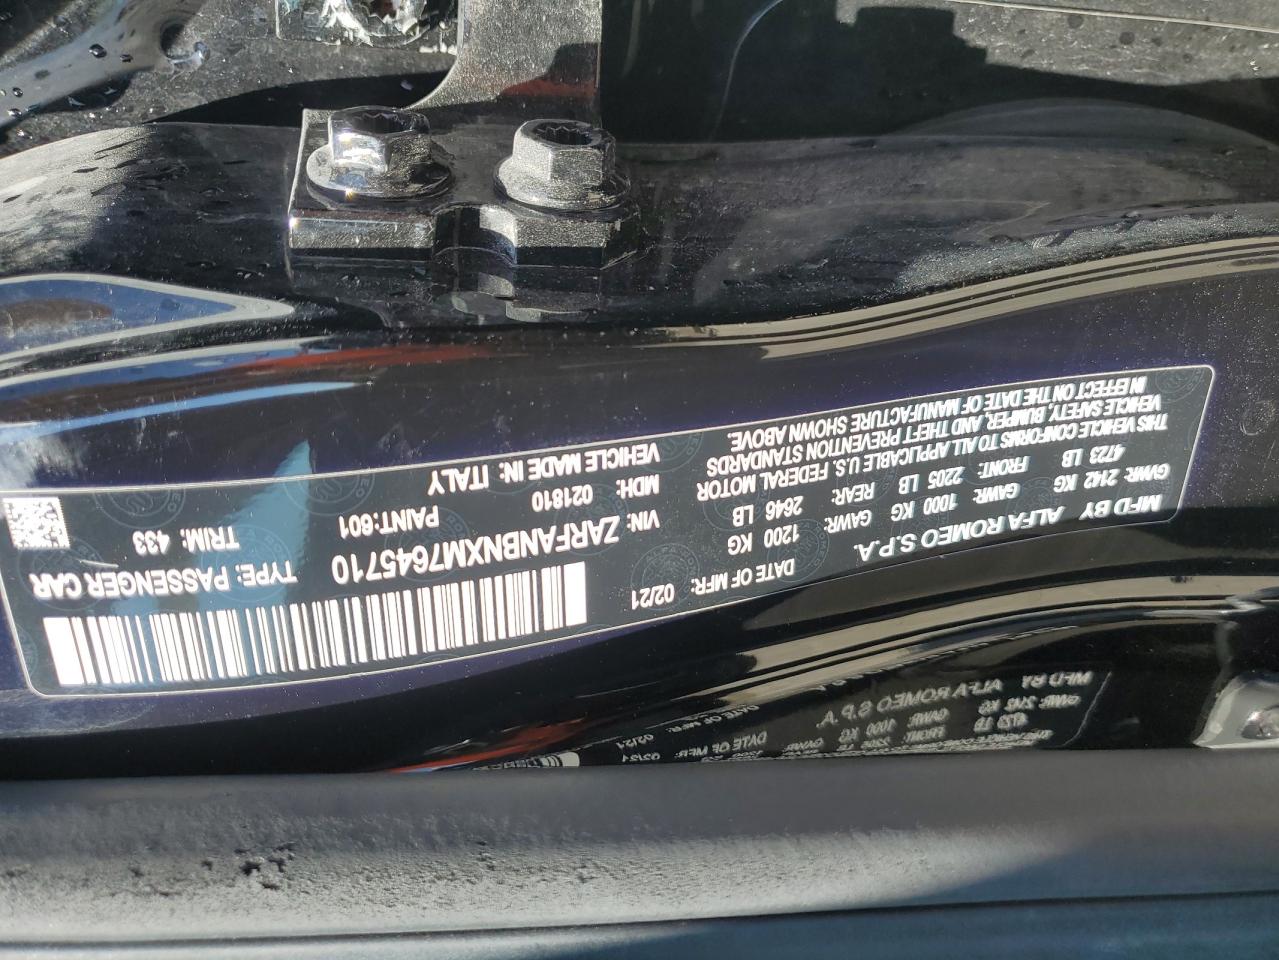 MFD BY ALFA ROMEO S.P.A. DATE OF MFR: 02/21
GVWR: 2142 KG GAWR: 1000 KG GAWR: 1200 KG
4723 LB FRONT: 2205 LB REAR: 2646 LB
THIS VEHICLE CONFORMS TO ALL APPLICABLE U.S. FEDERAL MOTOR
VEHICLE SAFETY, BUMPER, AND THEFT PREVENTION STANDARDS
IN EFFECT ON THE DATE OF MANUFACTURE SHOWN ABOVE
VIN: ZARFANBNXM7645710 TYPE: PASSENGER CAR
MDH: 021810 PAINT:601 TRIM: 433
VEHICLE MADE IN: ITALY